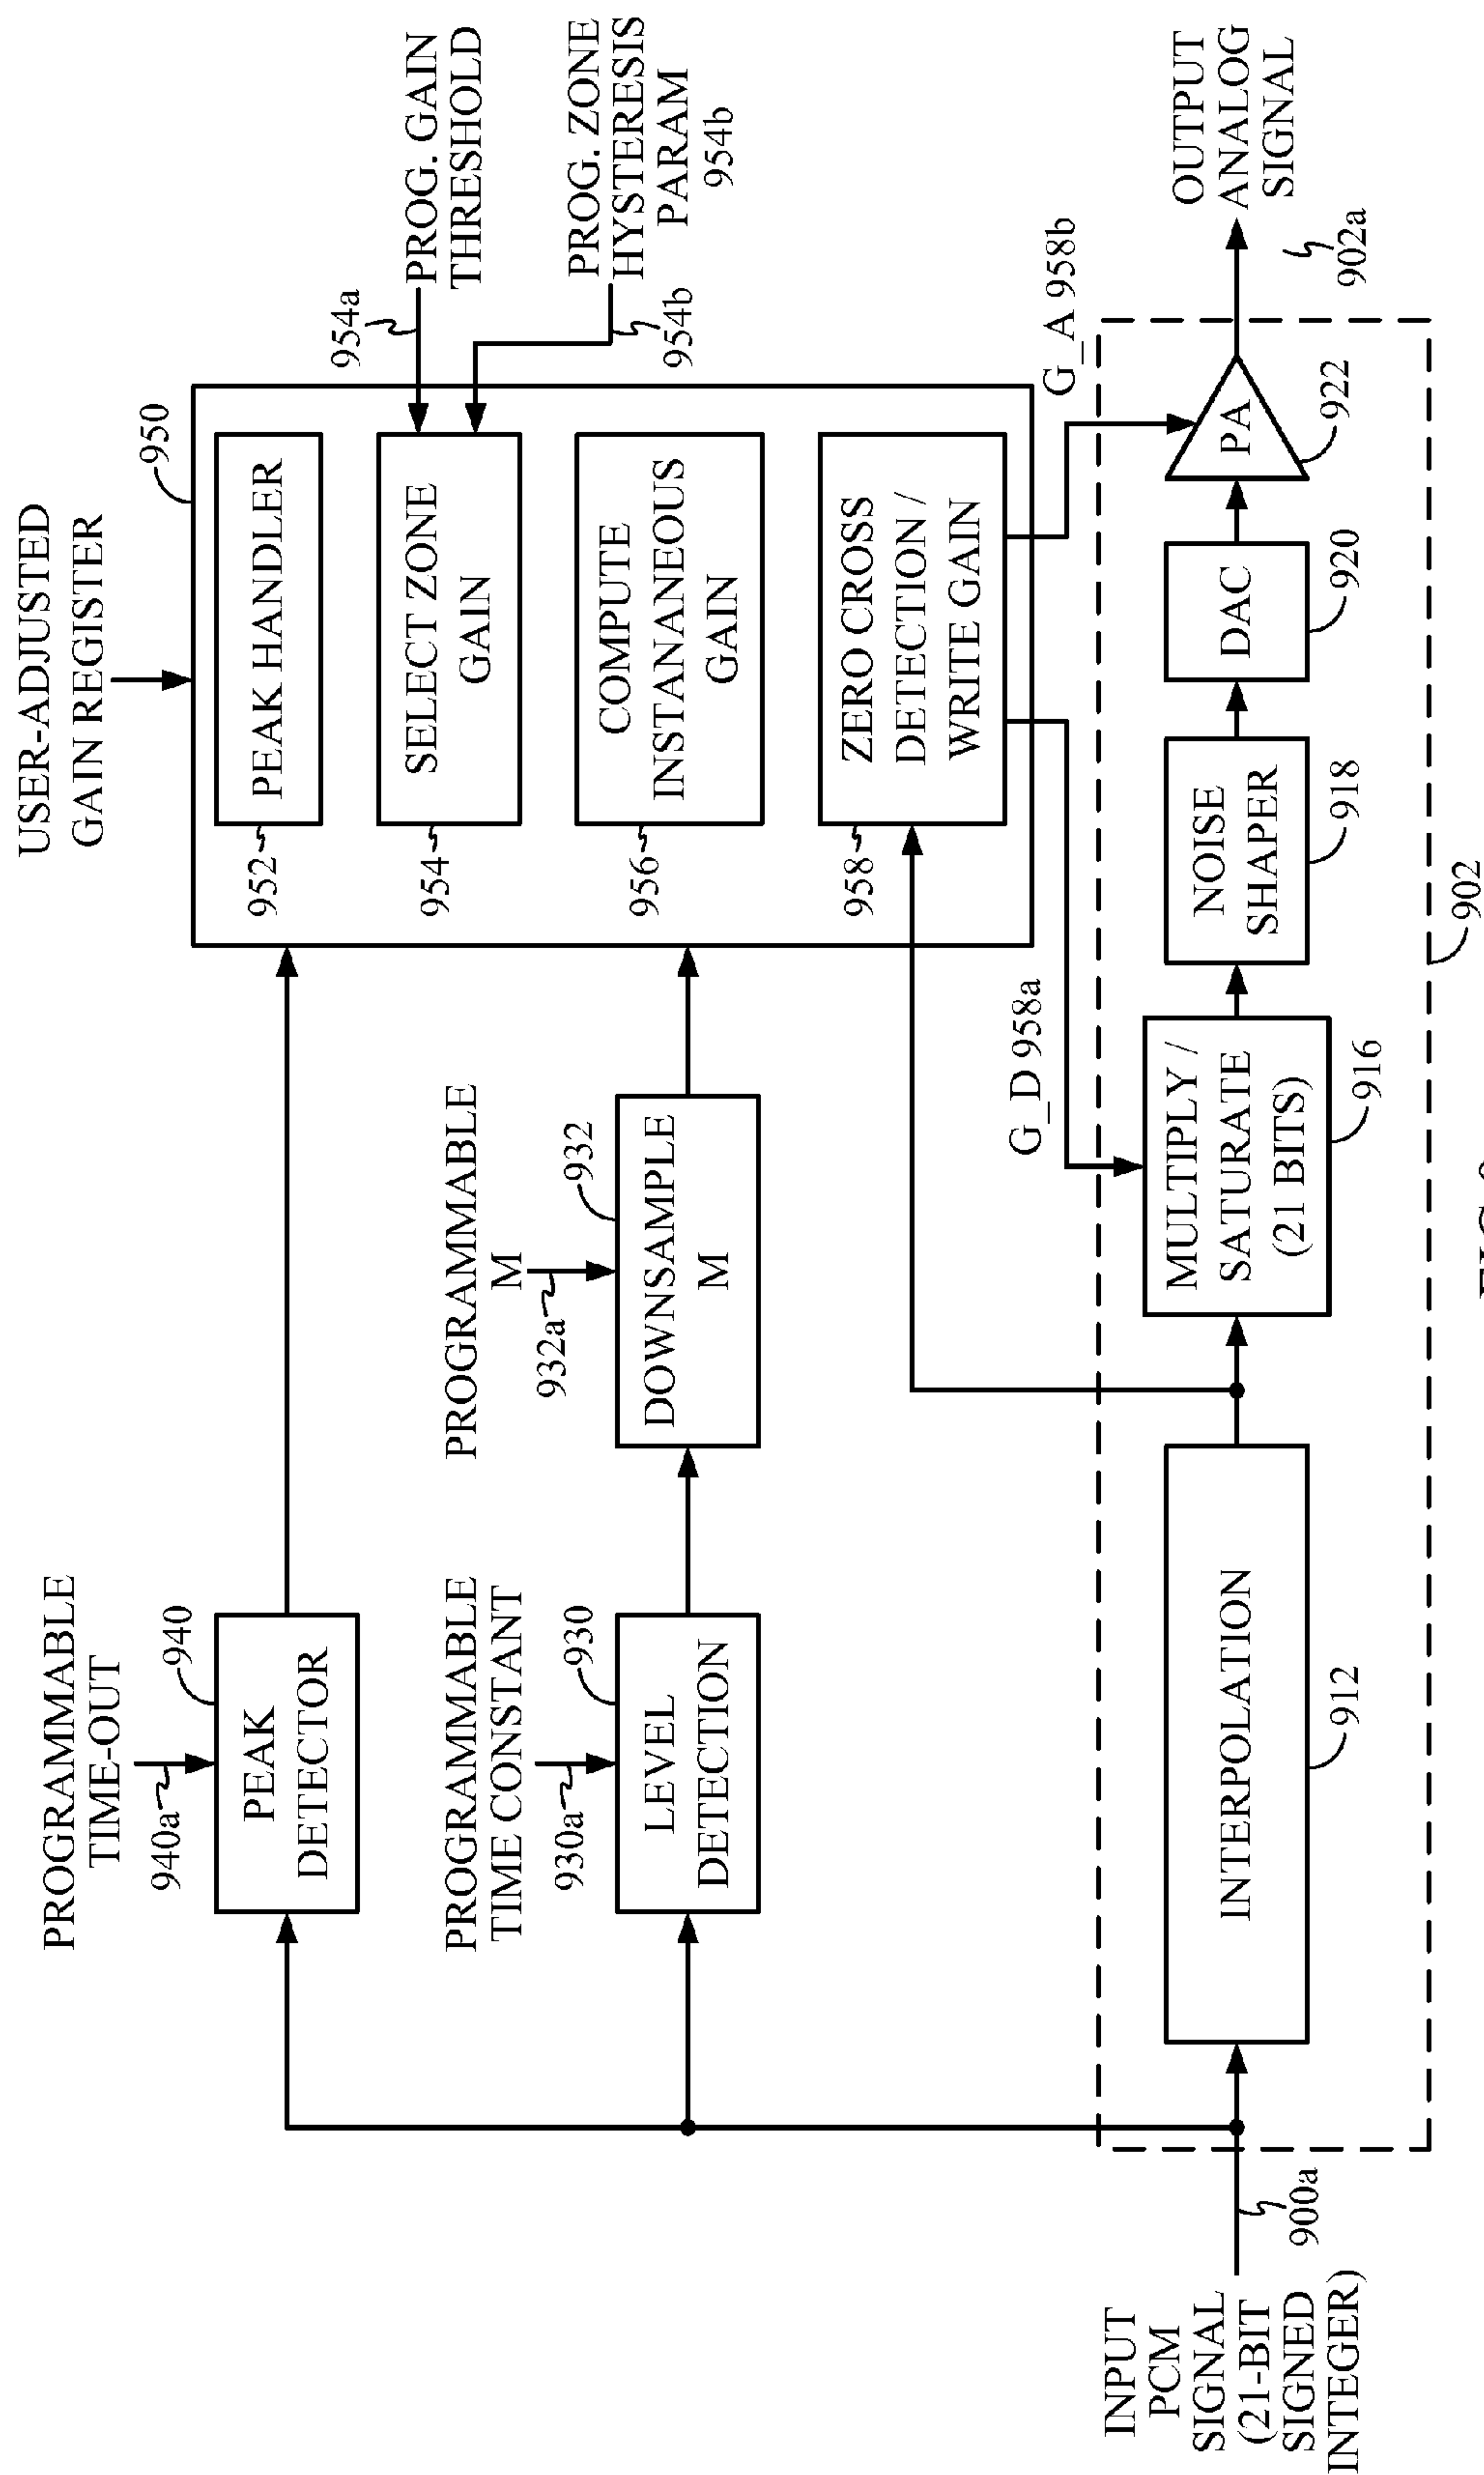 USER-ADJUSTED
GAIN REGISTER
950
PROGRAMMABLE
TIME-OUT
940a
940
PEAK
DETECTOR
952
PEAK HANDLER
954a
PROG. GAIN
THRESHOLD
954
SELECT ZONE
GAIN
954b
PROG. ZONE
HYSTERESIS
PARAM
954b
PROGRAMMABLE
TIME CONSTANT
930a
930
LEVEL
DETECTION
PROGRAMMABLE
M
932a
932
DOWNSAMPLE
M
956
COMPUTE
INSTANANEOUS
GAIN
958
ZERO CROSS
DETECTION /
WRITE GAIN
G_D 958a
G_A 958b
INPUT
PCM
SIGNAL
(21-BIT
SIGNED
INTEGER)
900a
INTERPOLATION
912
MULTIPLY /
SATURATE
(21 BITS)
916
NOISE
SHAPER
918
DAC
920
PA
922
OUTPUT
ANALOG
SIGNAL
902a
902